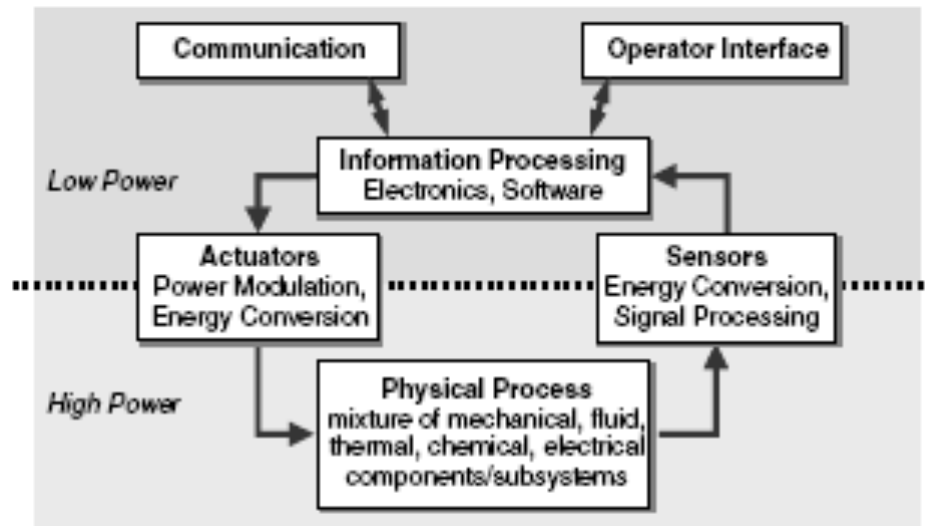 Communication
Operator Interface
Information Processing
Electronics, Software
Low Power
Actuators
Power Modulation,
Energy Conversion
Sensors
Energy Conversion,
Signal Processing
High Power
Physical Process
mixture of mechanical, fluid,
thermal, chemical, electrical
components/subsystems